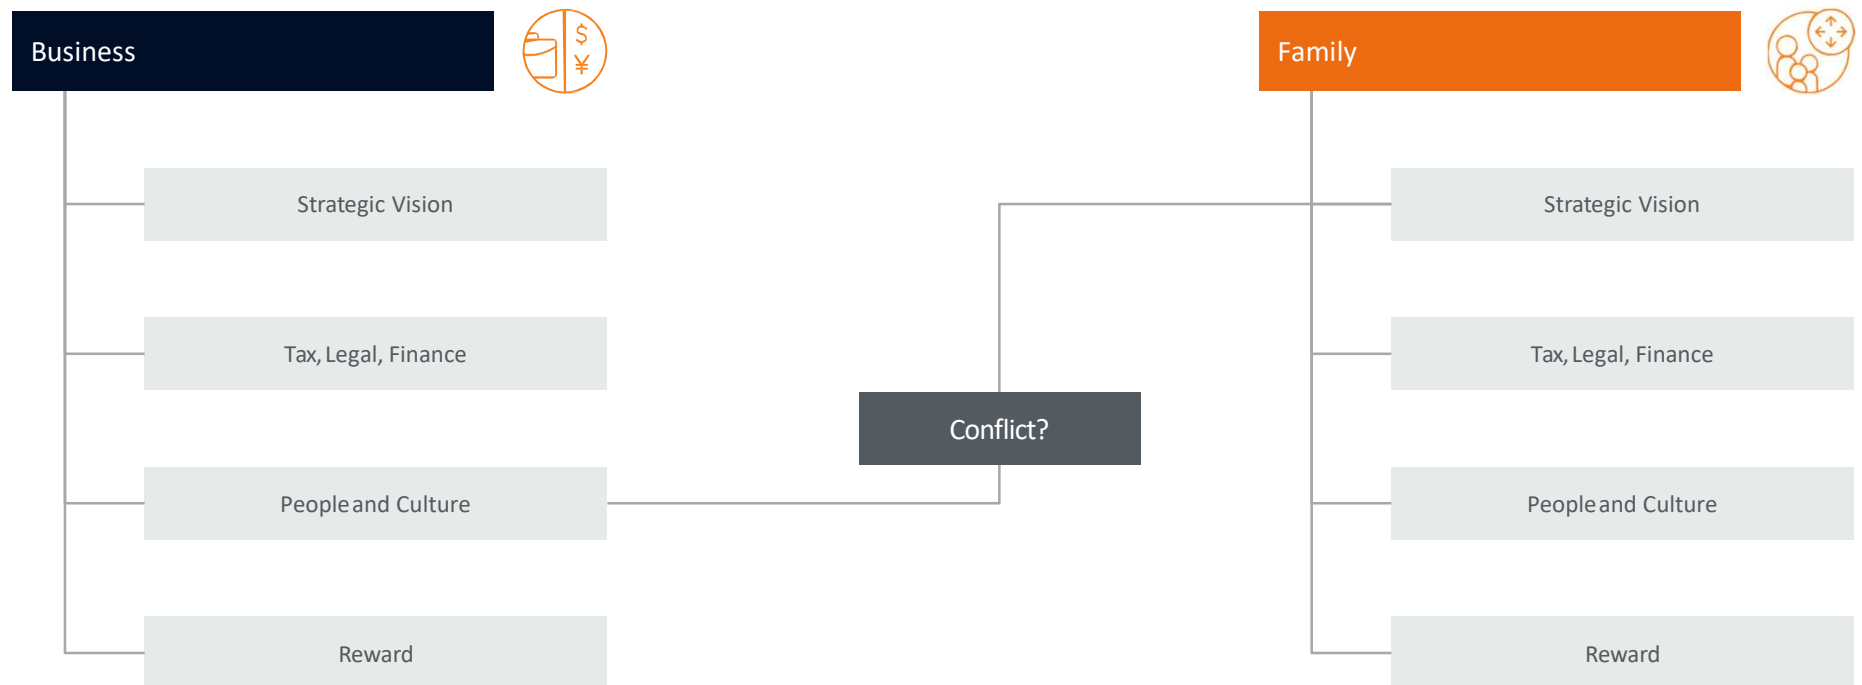 Business
$
¥
Family
Strategic Vision
Strategic Vision
Tax, Legal, Finance
Tax, Legal, Finance
Conflict?
People and Culture
People and Culture
Reward
Reward